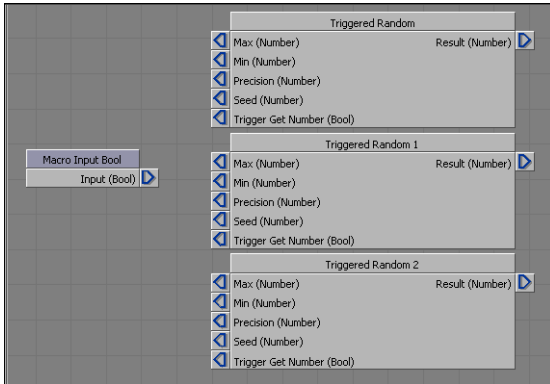 Triggered Random
Max (Number) Result (Number)
Min (Number)
Precision (Number)
Seed (Number)
Trigger Get Number (Bool)
Macro Input Bool
Input (Bool)
Triggered Random 1
Max (Number) Result (Number)
Min (Number)
Precision (Number)
Seed (Number)
Trigger Get Number (Bool)
Triggered Random 2
Max (Number) Result (Number)
Min (Number)
Precision (Number)
Seed (Number)
Trigger Get Number (Bool)